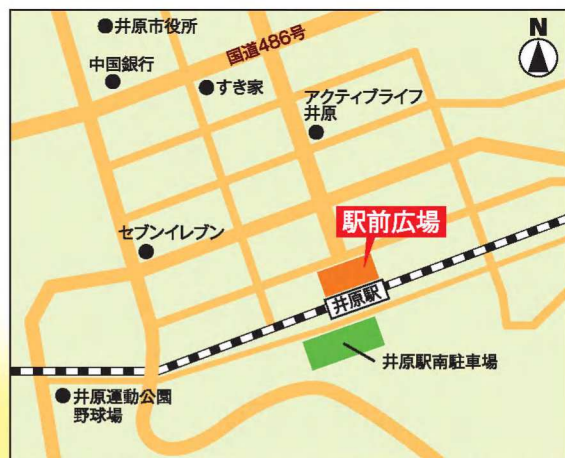 井原市役所
国道486号
N
中国銀行
すき家
アクティブライフ
井原
セブンイレブン
駅前広場
井原駅
井原駅南駐車場
井原運動公園
野球場